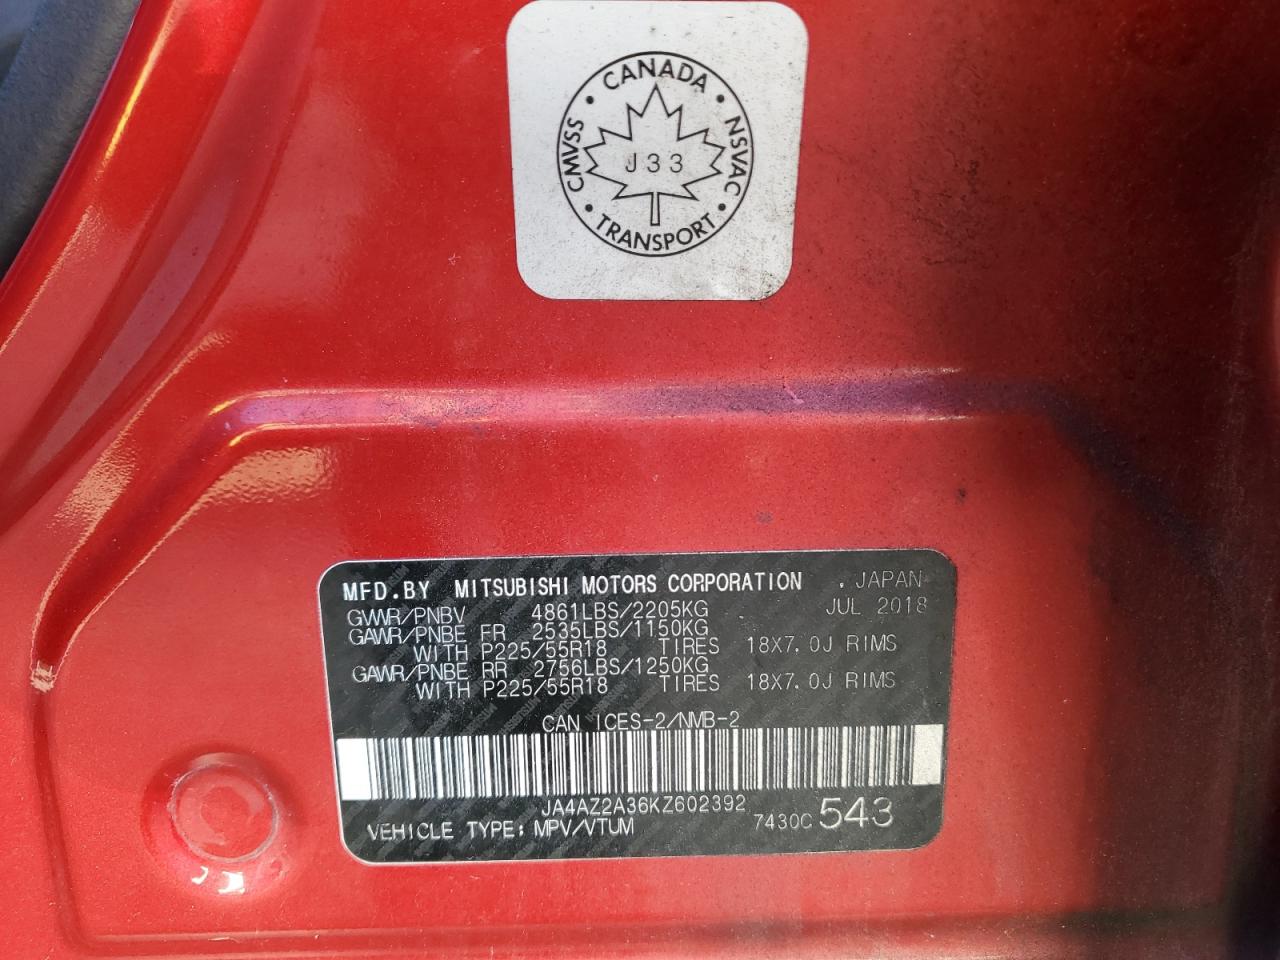 CANADA
CMVSS NSVAC
J33
TRANSPORT
MFD.BY MITSUBISHI MOTORS CORPORATION . JAPAN
GVWR/PNBV 4861LBS/2205KG JUL 2018
GAWR/PNBE FR 2535LBS/1150KG
WITH P225/55R18 TIRES 18X7.0J RIMS
GAWR/PNBE RR 2756LBS/1250KG
WITH P225/55R18 TIRES 18X7.0J RIMS
CAN ICES-2/NMB-2
JA4AZ2A36KZ602392
VEHICLE TYPE: MPV/VTUM 7430C 543